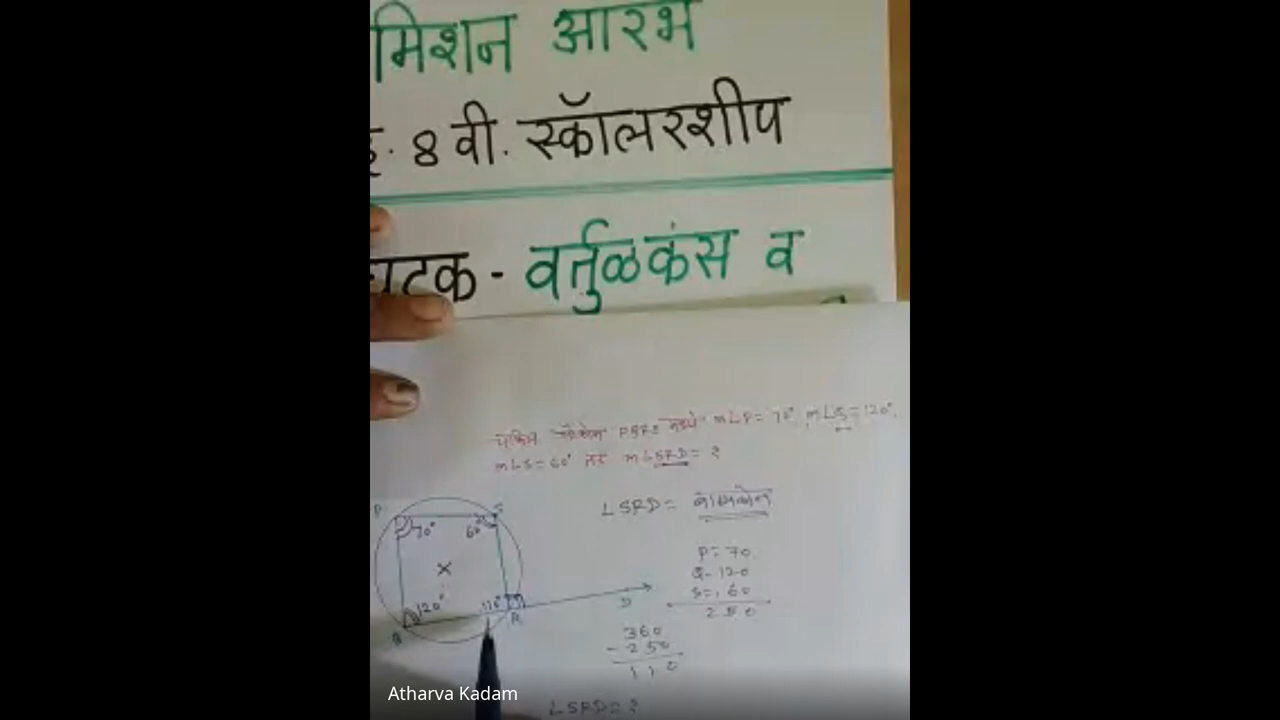 मिशन आरंभ
इ. 8 वी. स्कॉलरशीप
घटक - वर्तुळकंस व
चौकोन PQRS मध्ये m∠P = 70°, m∠Q = 120°,
m∠S = 60° तर m∠SRD = ?
∠SRD = बाह्यकोन
P S
70° 60°
P = 70
Q = 120
S = 60
250
120° 110°
Q R D
360
- 250
110
∠SRD = ?
Atharva Kadam